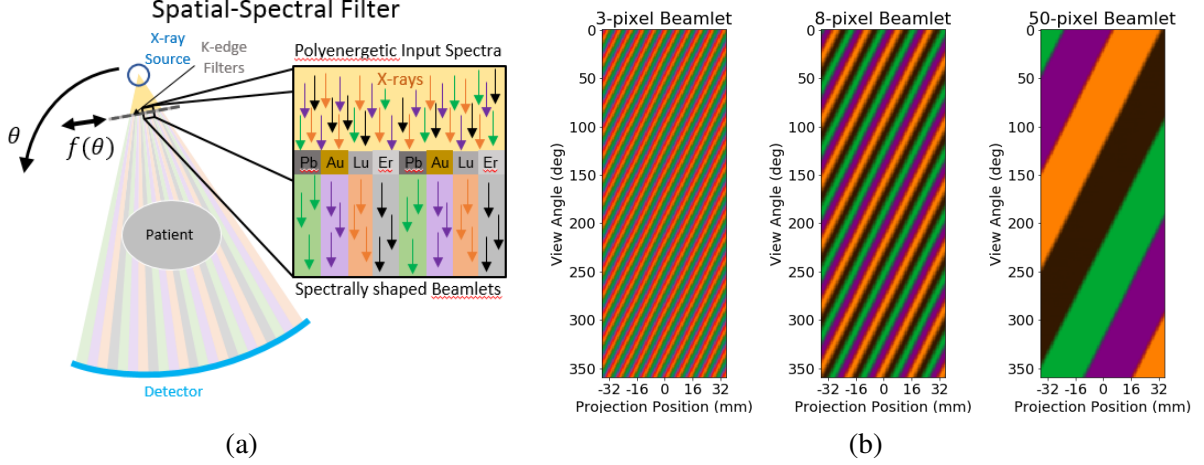 Spatial-Spectral Filter
X-ray
Source
K-edge
Filters
θ
f(θ)
Patient
Detector
Polyenergetic Input Spectra
X-rays
Pb Au Lu Er Pb Au Lu Er
Spectrally shaped Beamlets
(a)
3-pixel Beamlet
View Angle (deg)
0
50
100
150
200
250
300
350
-32 -16 0 16 32
Projection Position (mm)
8-pixel Beamlet
View Angle (deg)
0
50
100
150
200
250
300
350
-32 -16 0 16 32
Projection Position (mm)
50-pixel Beamlet
View Angle (deg)
0
50
100
150
200
250
300
350
-32 -16 0 16 32
Projection Position (mm)
(b)